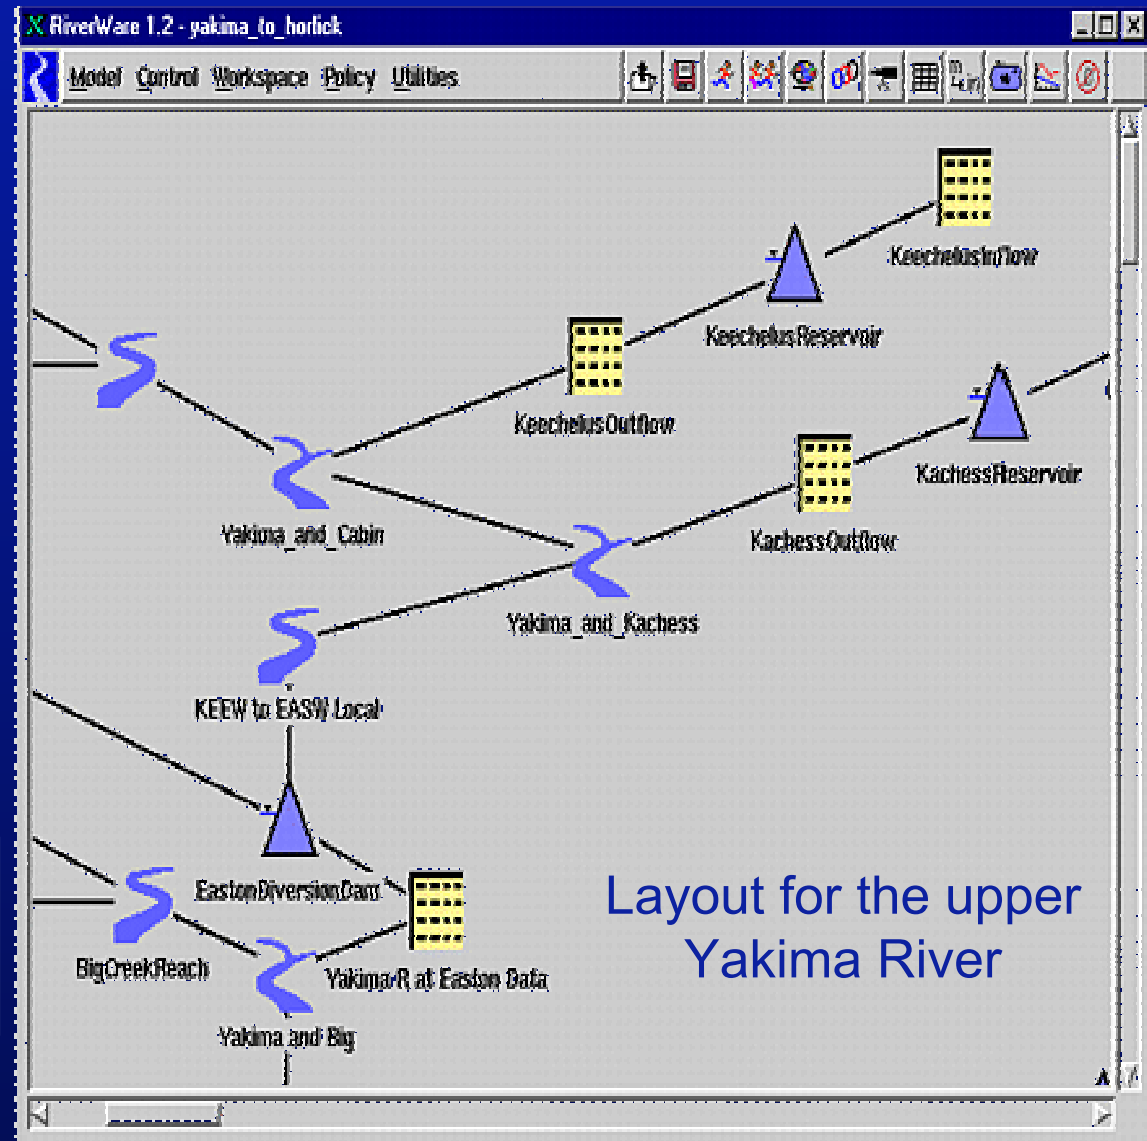 RiverWare 1.2 - yakima_to_horlick
Model Control Workspace Policy Utilities
KeechelusInflow
KeechelusReservoir
KeechelusOutflow
KachessReservoir
Yakima_and_Cabin
KachessOutflow
Yakima_and_Kachess
KEEW to EASW Local
EastonDiversionDam
Layout for the upper
Yakima River
BigCreekReach
Yakima R at Easton Data
Yakima and Big